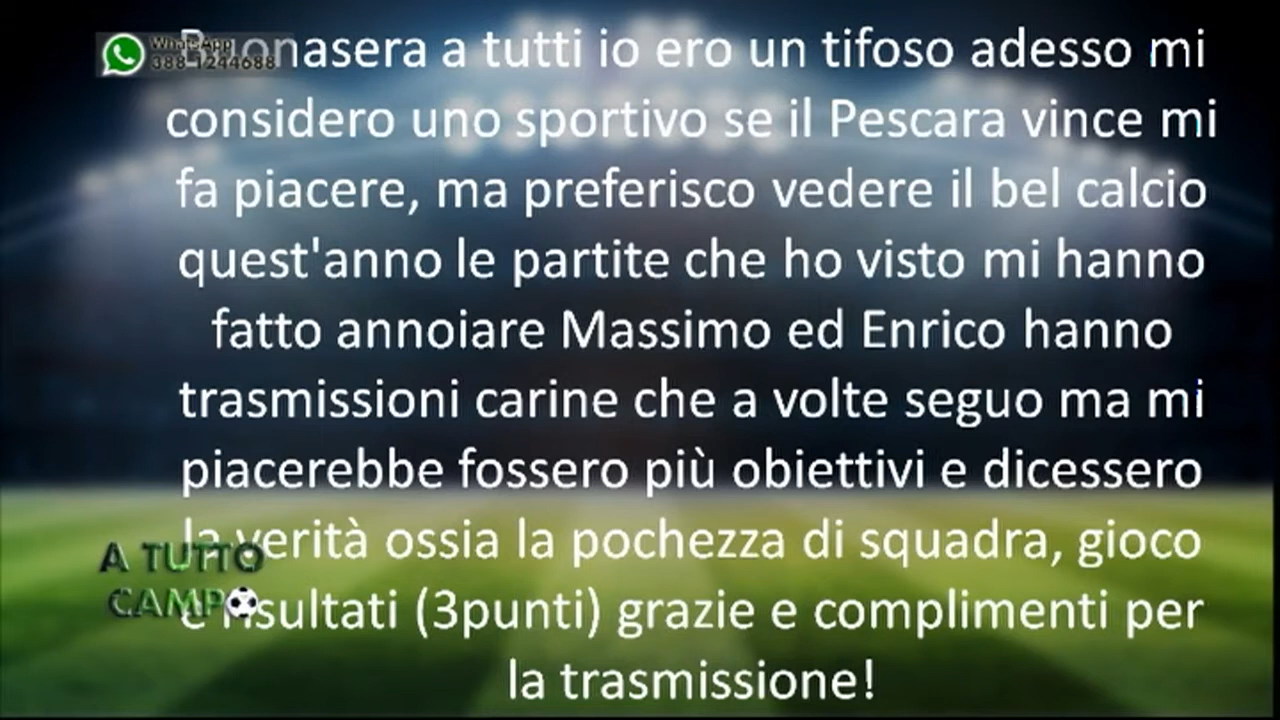 WhatsApp
388 1244688
Buonasera a tutti io ero un tifoso adesso mi
considero uno sportivo se il Pescara vince mi
fa piacere, ma preferisco vedere il bel calcio
quest'anno le partite che ho visto mi hanno
fatto annoiare Massimo ed Enrico hanno
trasmissioni carine che a volte seguo ma mi
piacerebbe fossero più obiettivi e dicessero
la verità ossia la pochezza di squadra, gioco
e risultati (3punti) grazie e complimenti per
la trasmissione!
A TUTTO
CAMPO